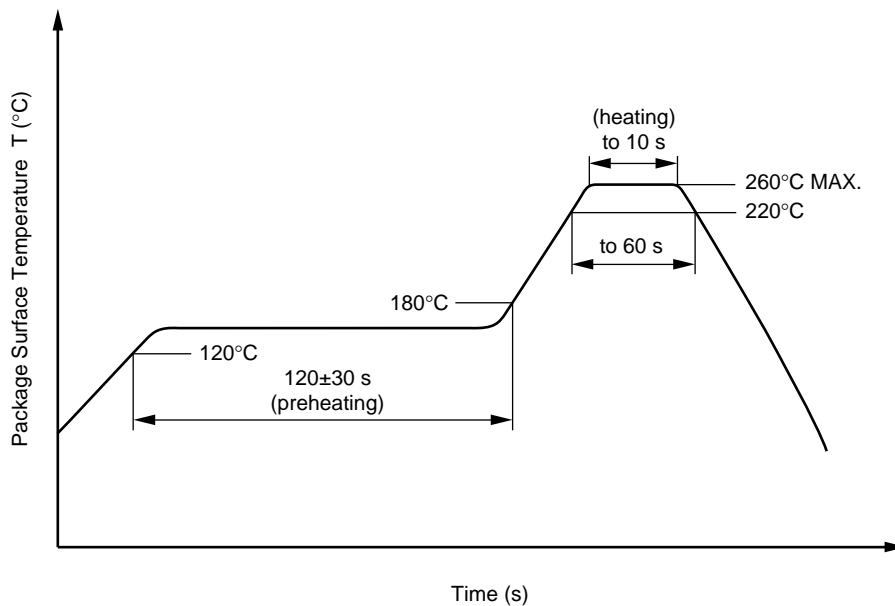 Package Surface Temperature T (°C)
(heating)
to 10 s
260°C MAX.
220°C
to 60 s
180°C
120°C
120±30 s
(preheating)
Time (s)